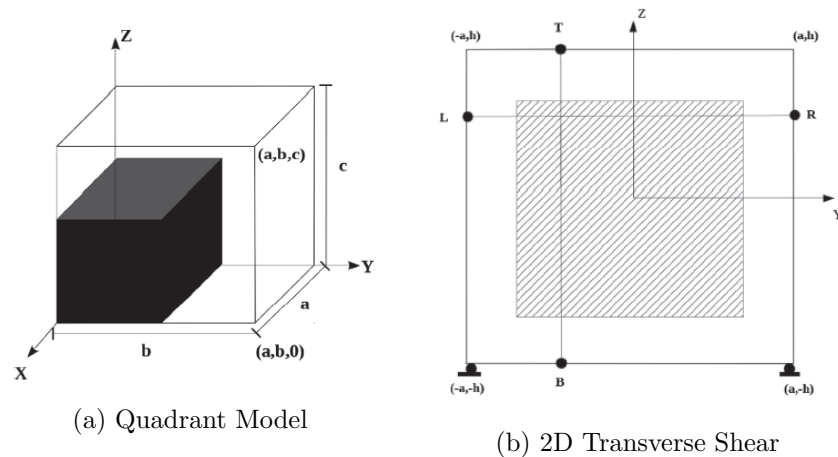 Z
(a,b,c)
c
Y
a
b
(a,b,0)
X
(a) Quadrant Model
Z
T
(-a,h)
(a,h)
L
R
Y
B
(-a,-h)
(a,-h)
(b) 2D Transverse Shear